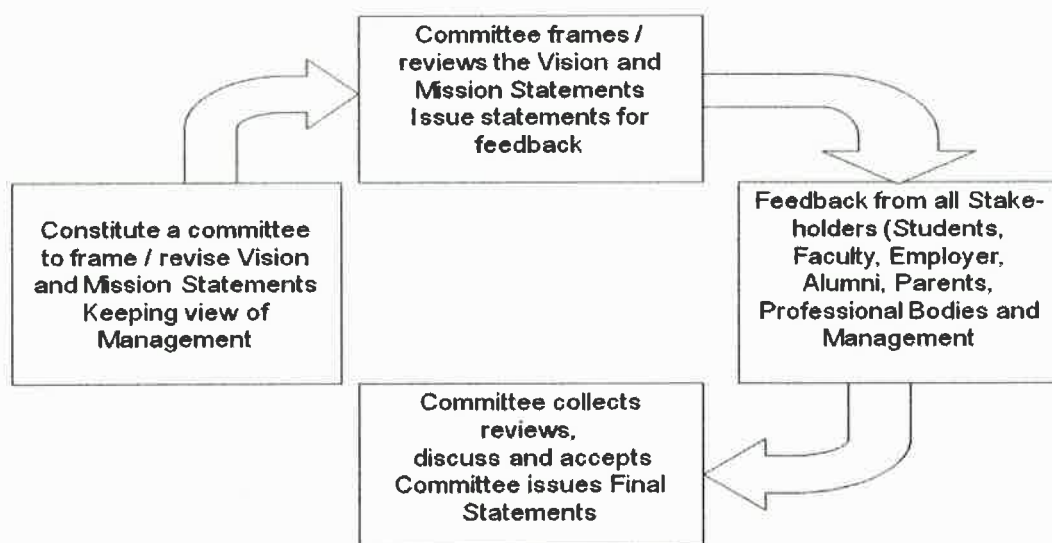 Committee frames /
reviews the Vision and
Mission Statements
Issue statements for
feedback
Constitute a committee
to frame / revise Vision
and Mission Statements
Keeping view of
Management
Feedback from all Stake-
holders (Students,
Faculty, Employer,
Alumni, Parents,
Professional Bodies and
Management
Committee collects
reviews,
discuss and accepts
Committee issues Final
Statements